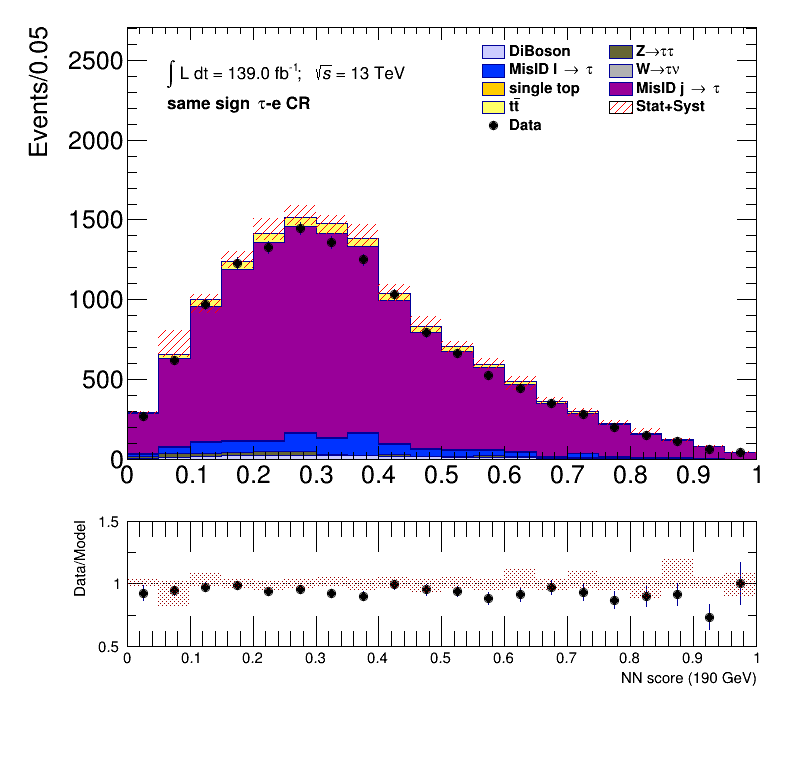 Events/0.05
2500
2000
1500
1000
500
0
∫ L dt = 139.0 fb⁻¹; √s = 13 TeV
same sign τ-e CR
DiBoson
MisID l → τ
single top
tt̄
Data
Z→ττ
W→τν
MisID j → τ
Stat+Syst
0 0.1 0.2 0.3 0.4 0.5 0.6 0.7 0.8 0.9 1
Data/Model
1.5
1
0.5
0 0.1 0.2 0.3 0.4 0.5 0.6 0.7 0.8 0.9 1
NN score (190 GeV)